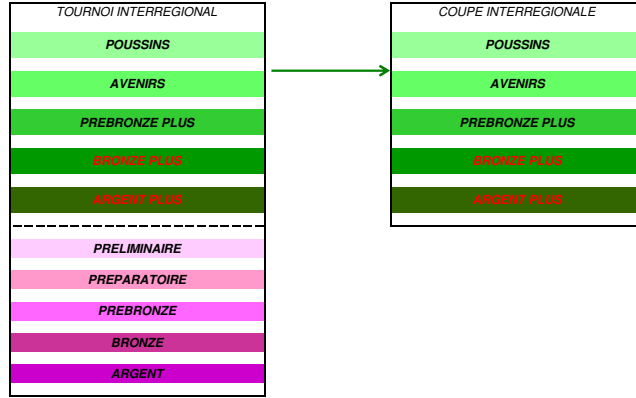 TOURNOI INTERREGIONAL
POUSSINS
AVENIRS
PREBRONZE PLUS
BRONZE PLUS
ARGENT PLUS
PRELIMINAIRE
PREPARATOIRE
PREBRONZE
BRONZE
ARGENT
COUPE INTERREGIONALE
POUSSINS
AVENIRS
PREBRONZE PLUS
BRONZE PLUS
ARGENT PLUS